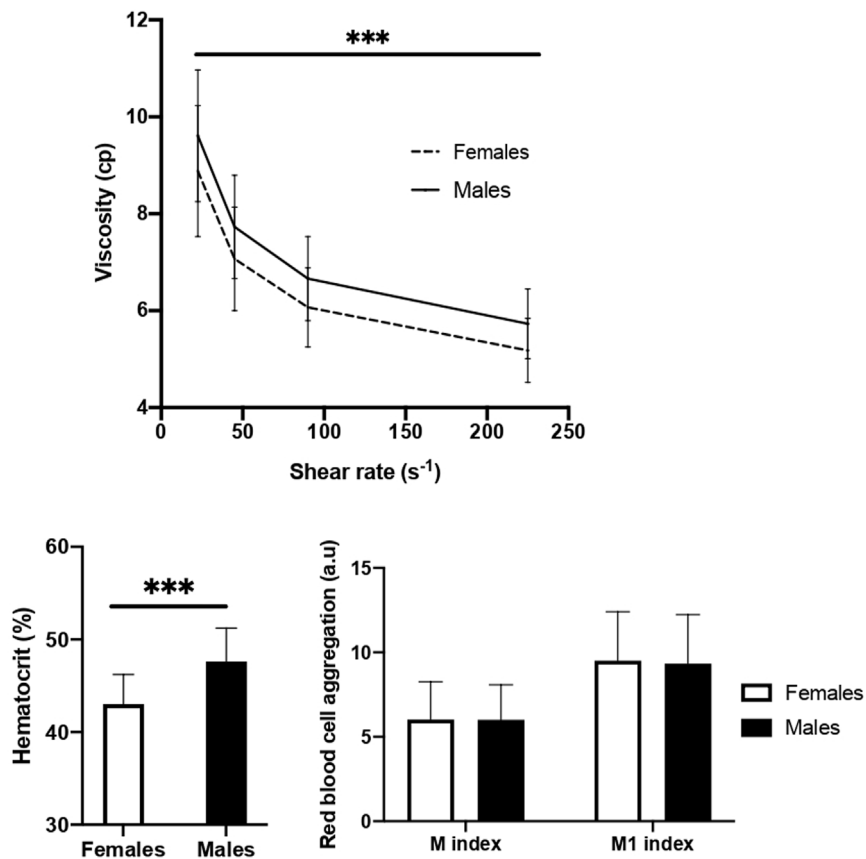 12
10
8
6
4
Viscosity (cp)
***
Females
Males
0
50
100
150
200
250
Shear rate (s-1)
60
50
40
30
Hematocrit (%)
***
Females
Males
15
10
5
0
Red blood cell aggregation (a.u)
M index
M1 index
Females
Males